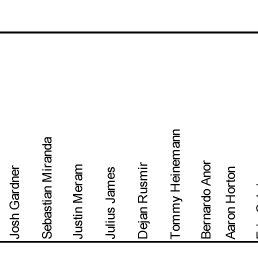 Josh Gardner
Sebastian Miranda
Justin Meram
Julius James
Dejan Rusmir
Tommy Heinemann
Bernardo Anor
Aaron Horton